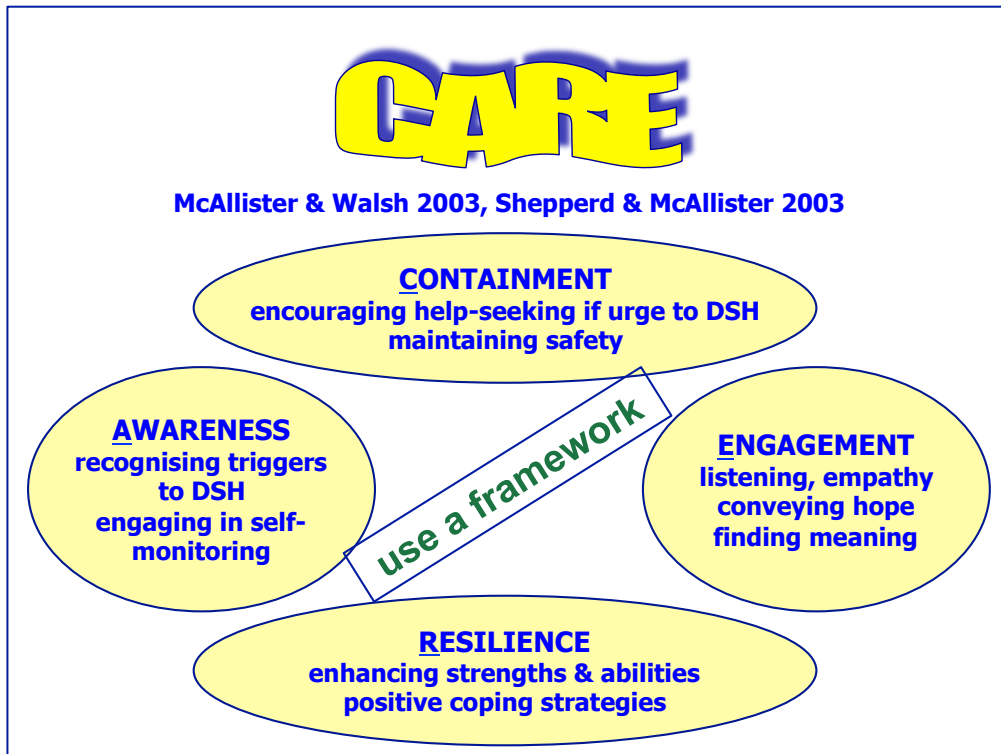 CARE
McAllister & Walsh 2003, Shepperd & McAllister 2003
CONTAINMENT
encouraging help-seeking if urge to DSH
maintaining safety
AWARENESS
recognising triggers
to DSH
engaging in self-
monitoring
use a framework
ENGAGEMENT
listening, empathy
conveying hope
finding meaning
RESILIENCE
enhancing strengths & abilities
positive coping strategies